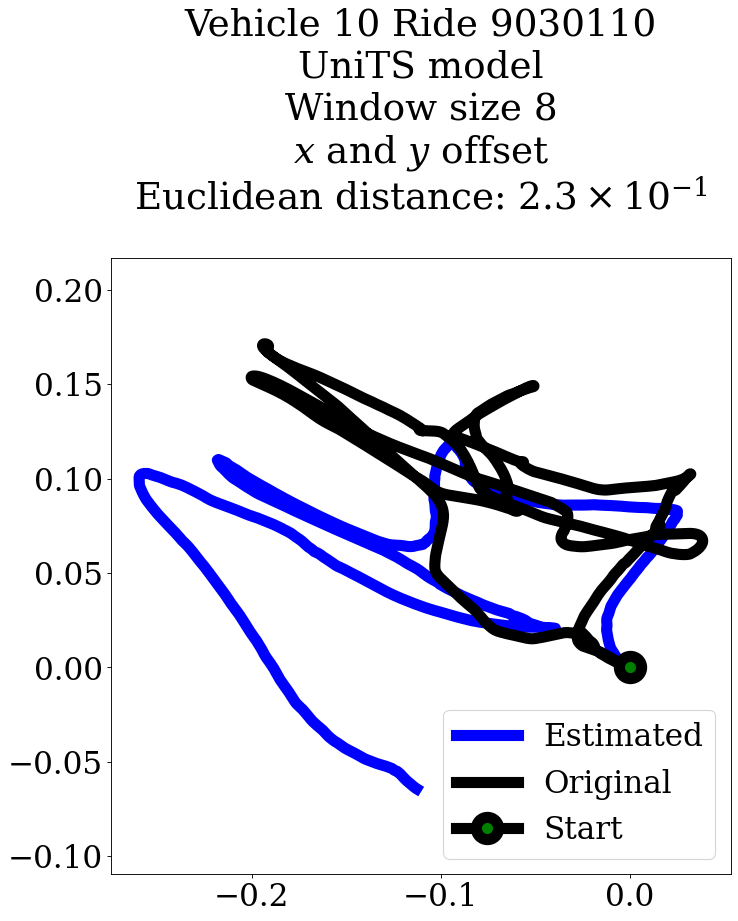 Vehicle 10 Ride 9030110
UniTS model
Window size 8
x and y offset
Euclidean distance: 2.3 × 10⁻¹
0.20
0.15
0.10
0.05
0.00
−0.05
−0.10
Estimated
Original
Start
−0.2
−0.1
0.0